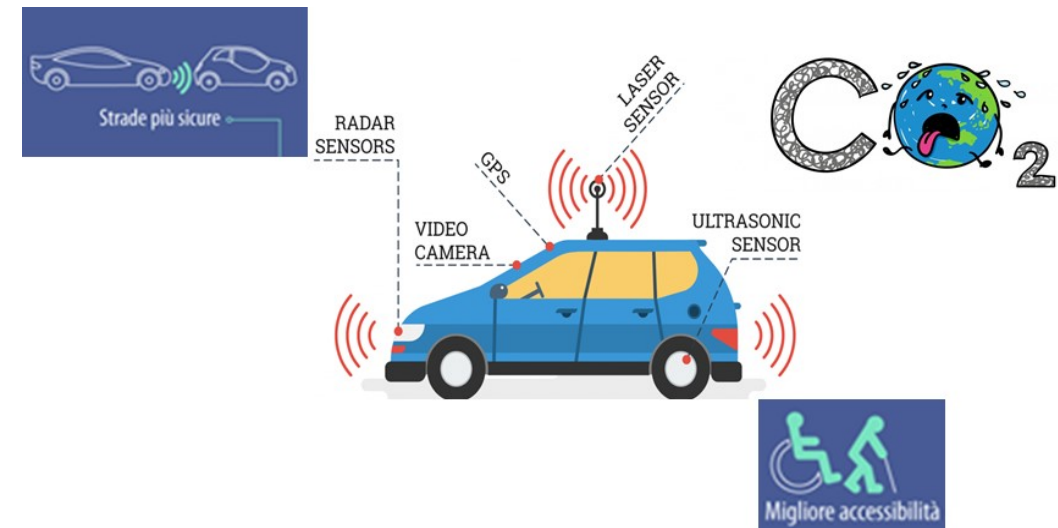 Strade più sicure
RADAR
SENSORS
GPS
LASER
SENSOR
VIDEO
CAMERA
ULTRASONIC
SENSOR
CO2
Migliore accessibilità